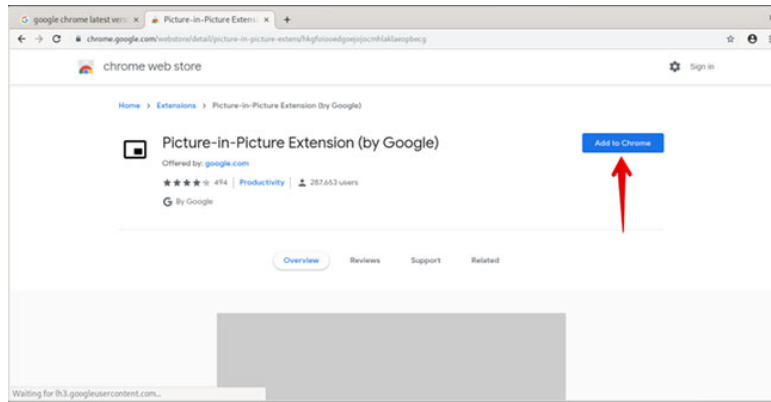 google chrome latest vers
Picture-in-Picture Extensi
chrome.google.com/webstore/detail/picture-in-picture-extens/
chrome web store
Sign in
Home > Extensions > Picture-in-Picture Extension (by Google)
Picture-in-Picture Extension (by Google)
Add to Chrome
Offered by: google.com
494 | Productivity | 287,653 users
By Google
Overview Reviews Support Related
Waiting for lh3.googleusercontent.com...